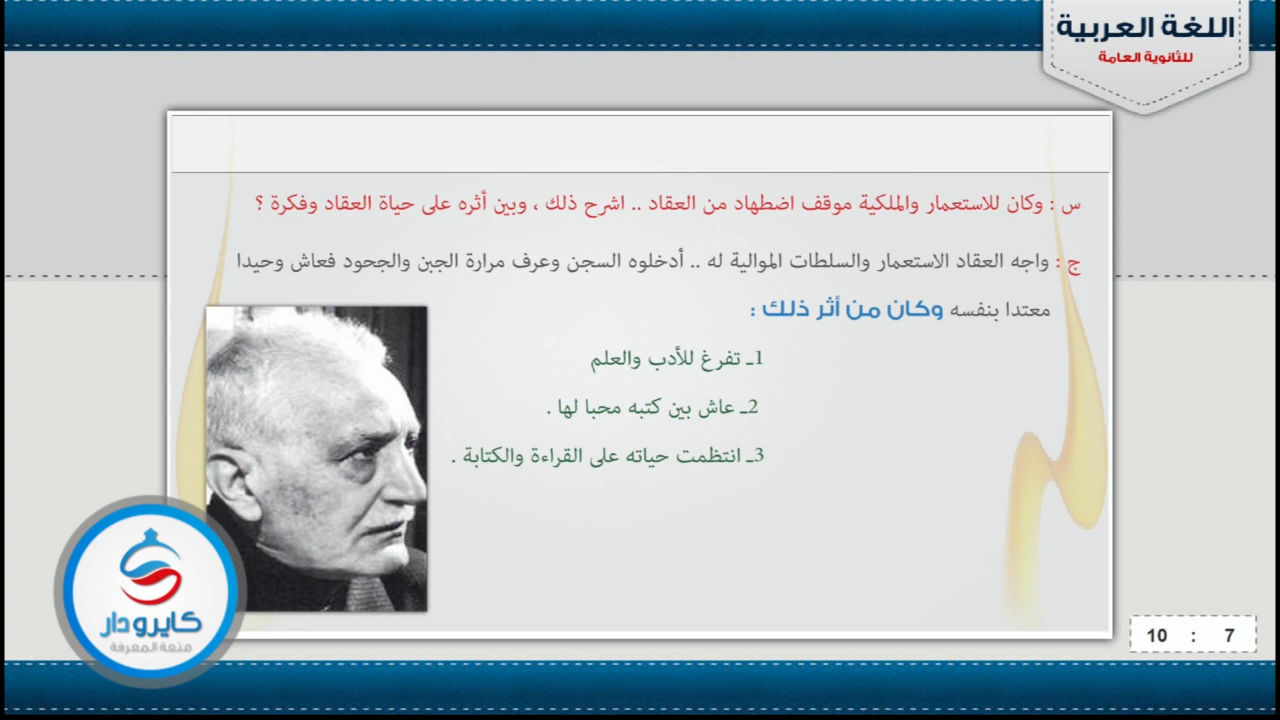 اللغة العربية
للثانوية العامة
س : وكان للاستعمار والملكية موقف اضطهاد من العقاد .. اشرح ذلك ، وبين أثره على حياة العقاد وفكرة ؟
ج : واجه العقاد الاستعمار والسلطات الموالية له .. أدخلوه السجن وعرف مرارة الجبن والجحود فعاش وحيدا
معتدا بنفسه وكان من أثر ذلك :
1ـ تفرغ للأدب والعلم
2ـ عاش بين كتبه محبا لها .
3ـ انتظمت حياته على القراءة والكتابة .
كايرودار
متعة المعرفة
10 : 7